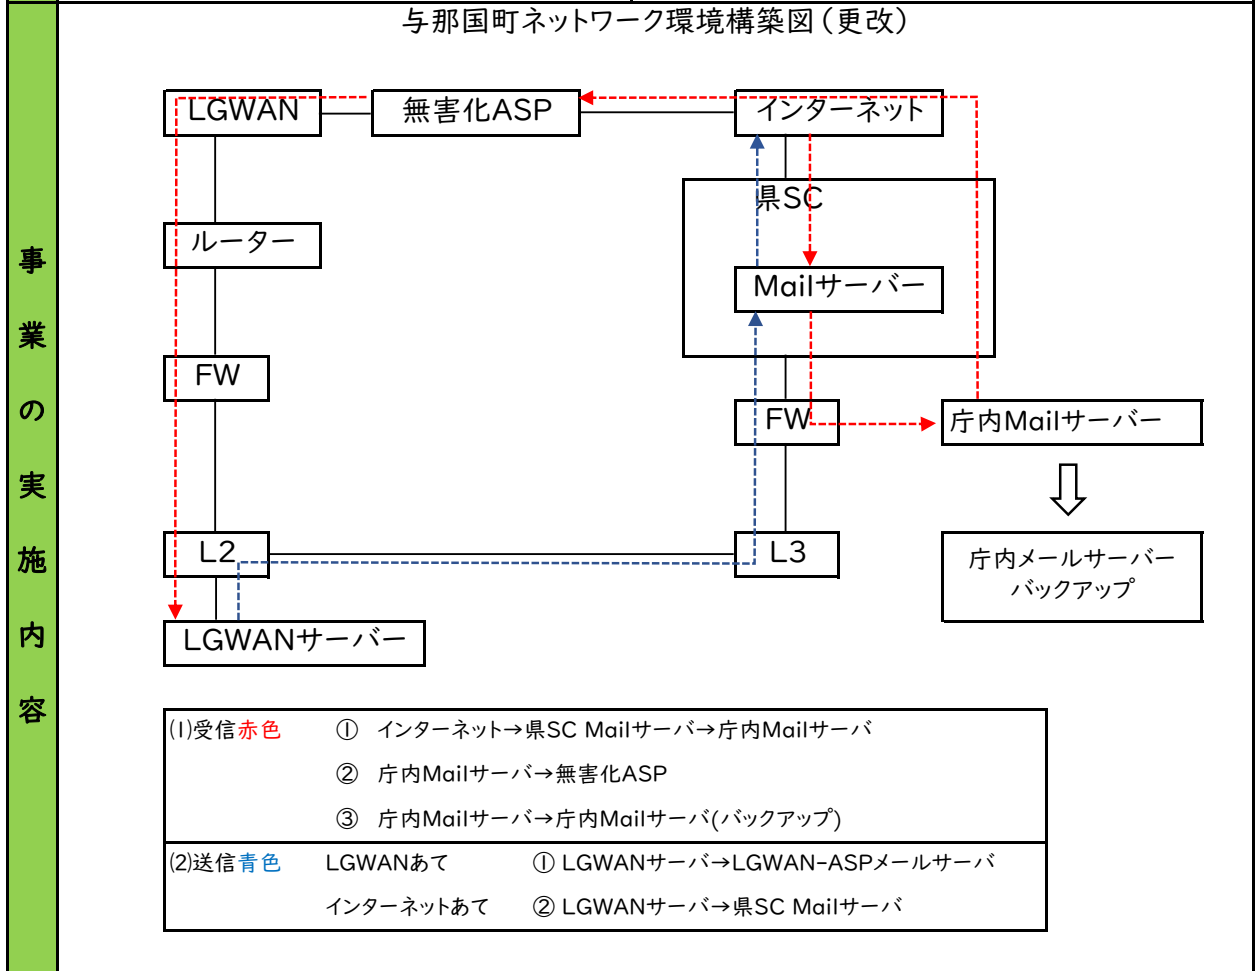 与那国町ネットワーク環境構築図（更改）
事業の実施内容
LGWAN
無害化ASP
インターネット
県SC
ルーター
Mailサーバー
FW
FW
庁内Mailサーバー
L2
L3
庁内メールサーバー
バックアップ
LGWANサーバー
⑴受信赤色 ① インターネット→県SC Mailサーバ→庁内Mailサーバ
② 庁内Mailサーバ→無害化ASP
③ 庁内Mailサーバ→庁内Mailサーバ(バックアップ)
⑵送信青色 LGWANあて ① LGWANサーバ→LGWAN-ASPメールサーバ
インターネットあて ② LGWANサーバ→県SC Mailサーバ